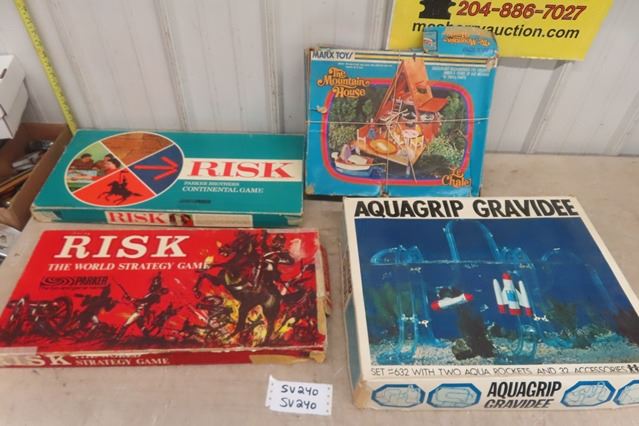 204-886-7027
mcsherryauction.com
MARX TOYS
The
Mountain
House
Le
Chalet
RISK
PARKER BROTHERS
CONTINENTAL GAME
RISK
RISK
THE WORLD STRATEGY GAME
PARKER
RISK
STRATEGY GAME
AQUAGRIP GRAVIDEE
SET #632 WITH TWO AQUA ROCKETS AND 32 ACCESSORIES
AQUAGRIP
GRAVIDEE
SV240
SV240